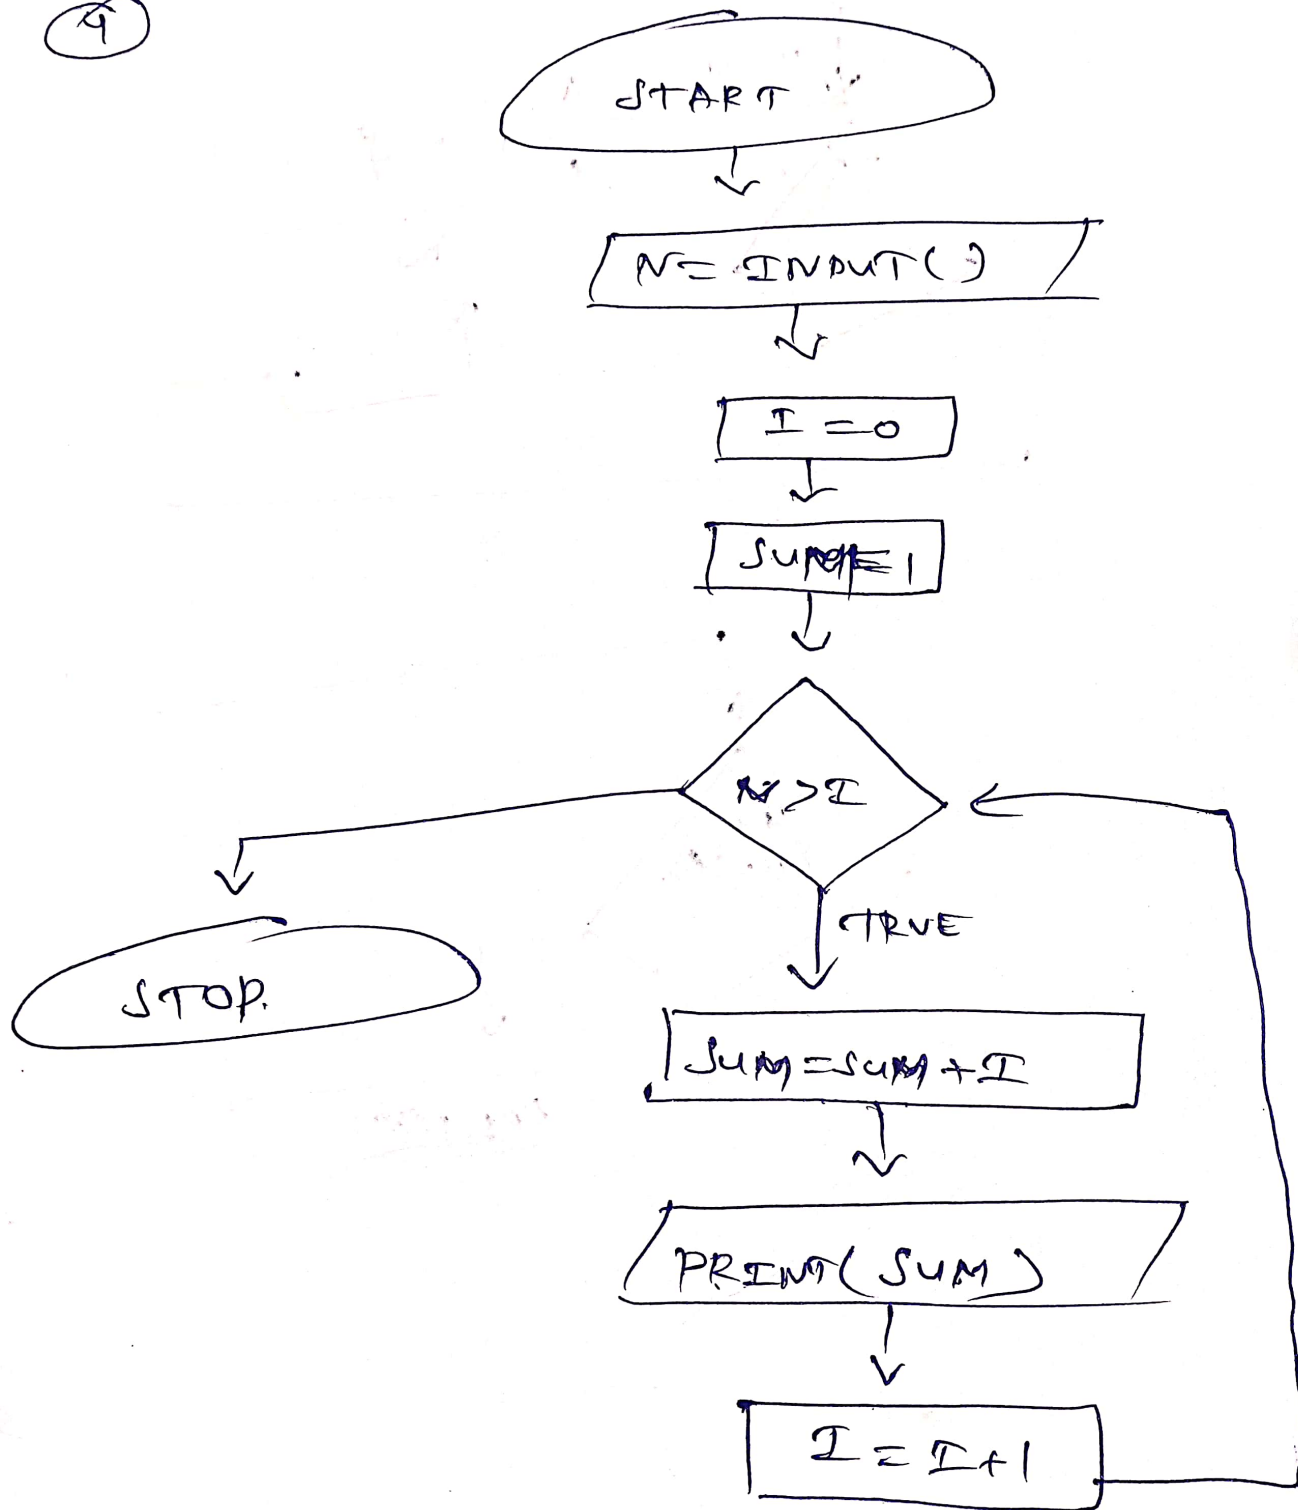 4
START
N= INPUT()
I = 0
SUM=1
N>I
TRUE
STOP.
SUM=SUM+I
PRINT(SUM)
I = I+1